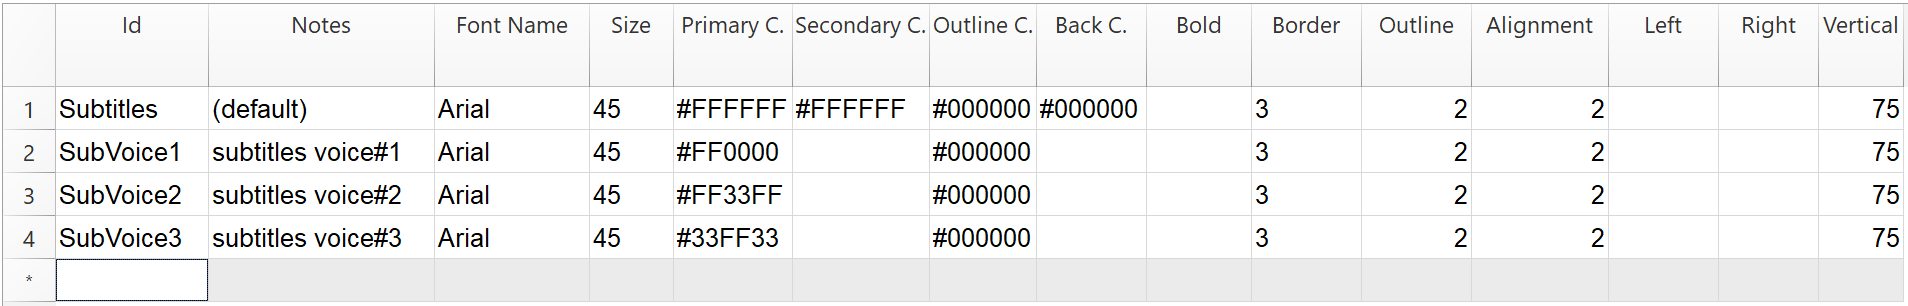 Id Notes Font Name Size Primary C. Secondary C. Outline C. Back C. Bold Border Outline Alignment Left Right Vertical
1 Subtitles (default) Arial 45 #FFFFFF #FFFFFF #000000 #000000 3 2 2 75
2 SubVoice1 subtitles voice#1 Arial 45 #FF0000 #000000 3 2 2 75
3 SubVoice2 subtitles voice#2 Arial 45 #FF33FF #000000 3 2 2 75
4 SubVoice3 subtitles voice#3 Arial 45 #33FF33 #000000 3 2 2 75
*